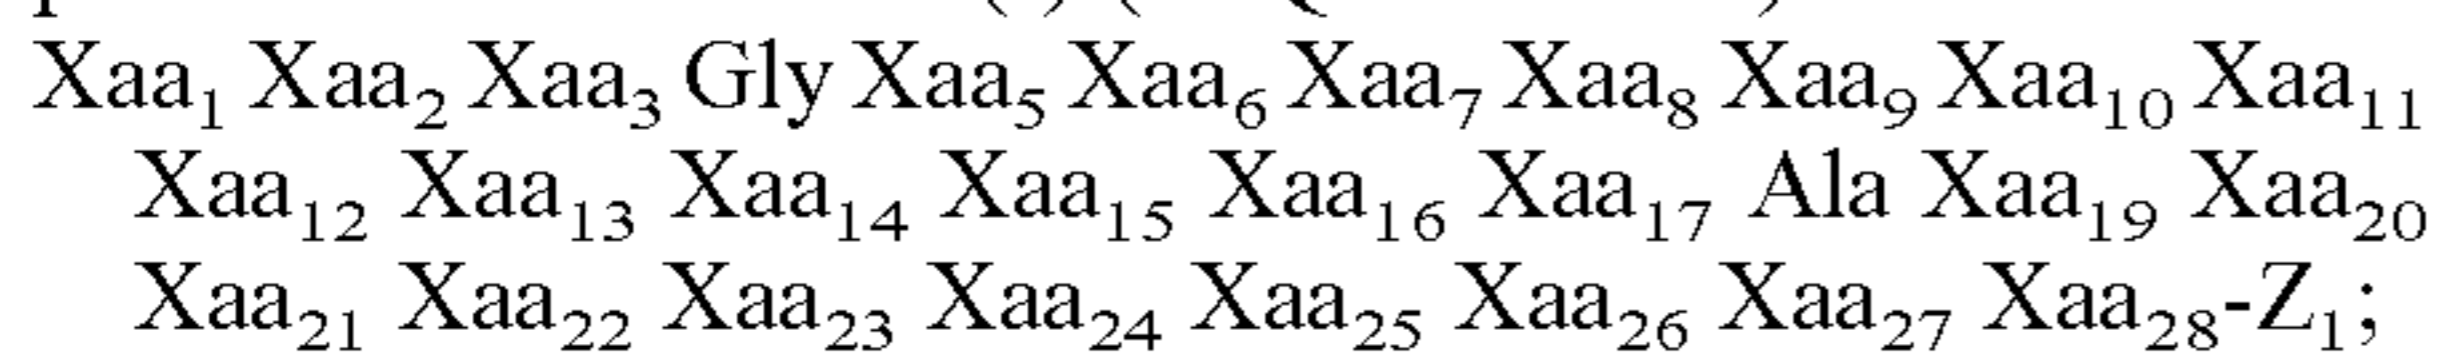 Xaa₁ Xaa₂ Xaa₃ Gly Xaa₅ Xaa₆ Xaa₇ Xaa₈ Xaa₉ Xaa₁₀ Xaa₁₁
Xaa₁₂ Xaa₁₃ Xaa₁₄ Xaa₁₅ Xaa₁₆ Xaa₁₇ Ala Xaa₁₉ Xaa₂₀
Xaa₂₁ Xaa₂₂ Xaa₂₃ Xaa₂₄ Xaa₂₅ Xaa₂₆ Xaa₂₇ Xaa₂₈-Z₁;